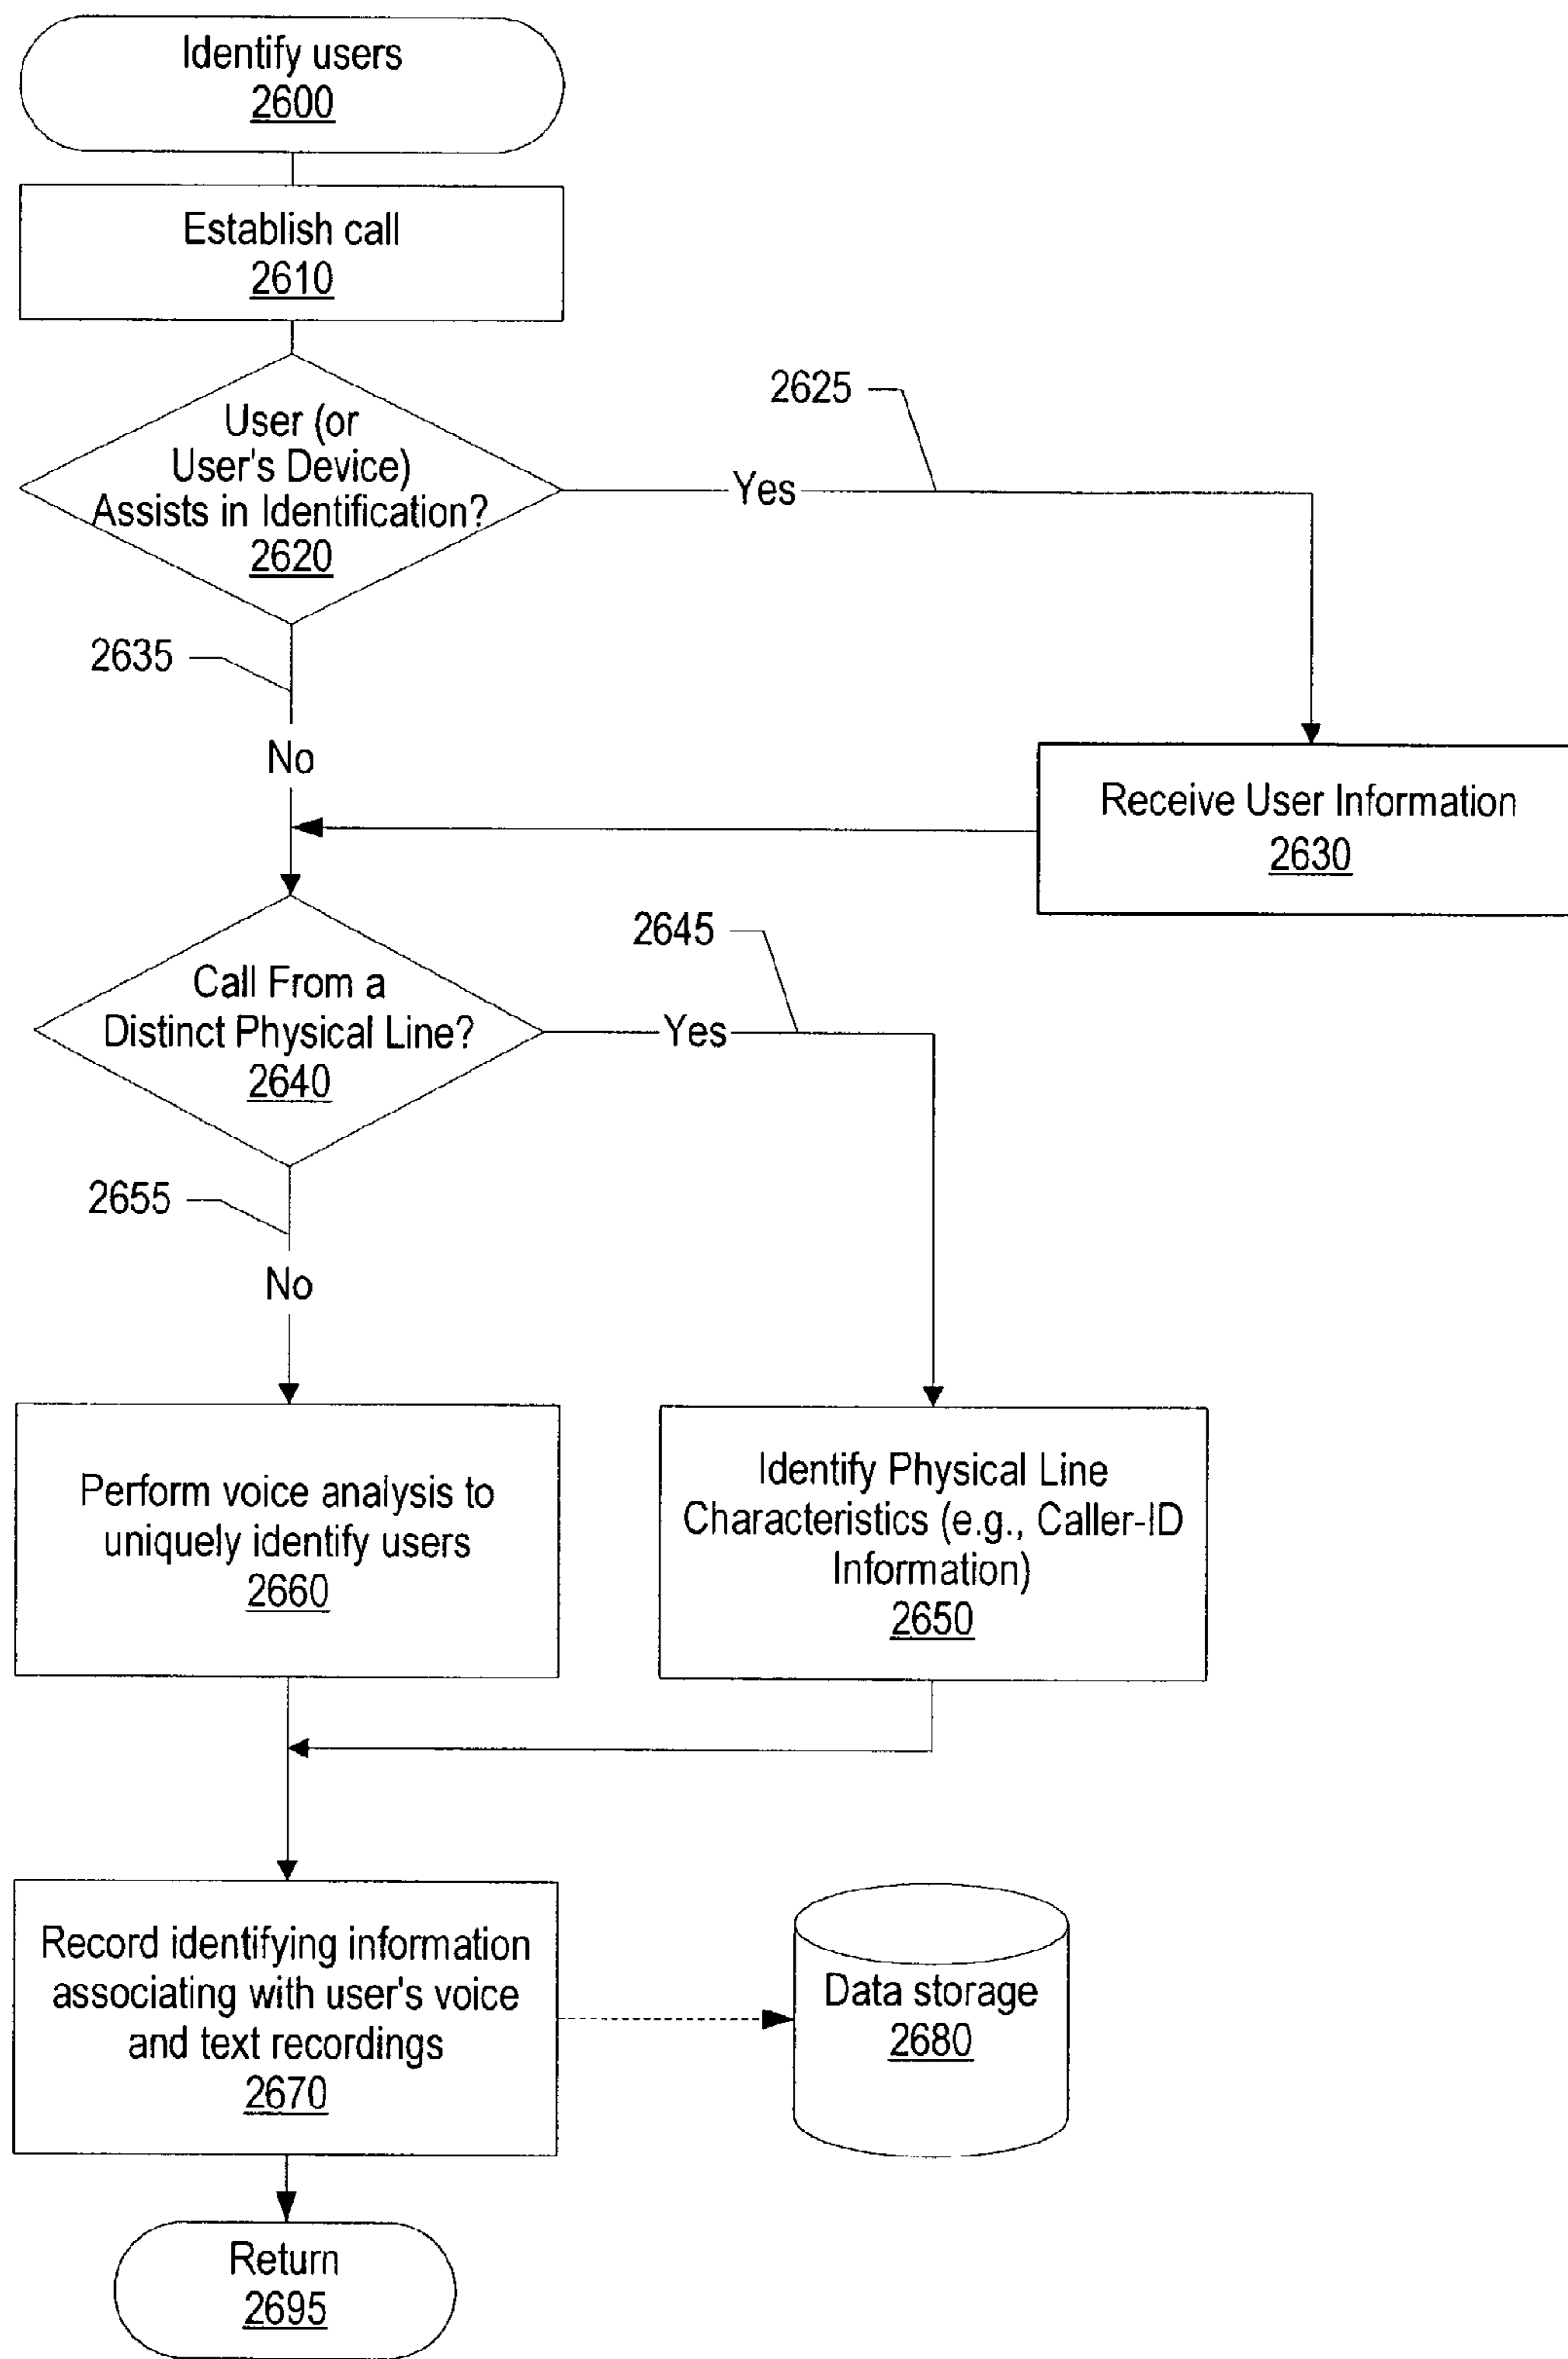 Identify users
2600
Establish call
2610
2625
User (or
User's Device)
Assists in Identification?
2620
Yes
2635
No
Receive User Information
2630
2645
Call From a
Distinct Physical Line?
2640
Yes
2655
No
Perform voice analysis to
uniquely identify users
2660
Identify Physical Line
Characteristics (e.g., Caller-ID
Information)
2650
Record identifying information
associating with user's voice
and text recordings
2670
Data storage
2680
Return
2695